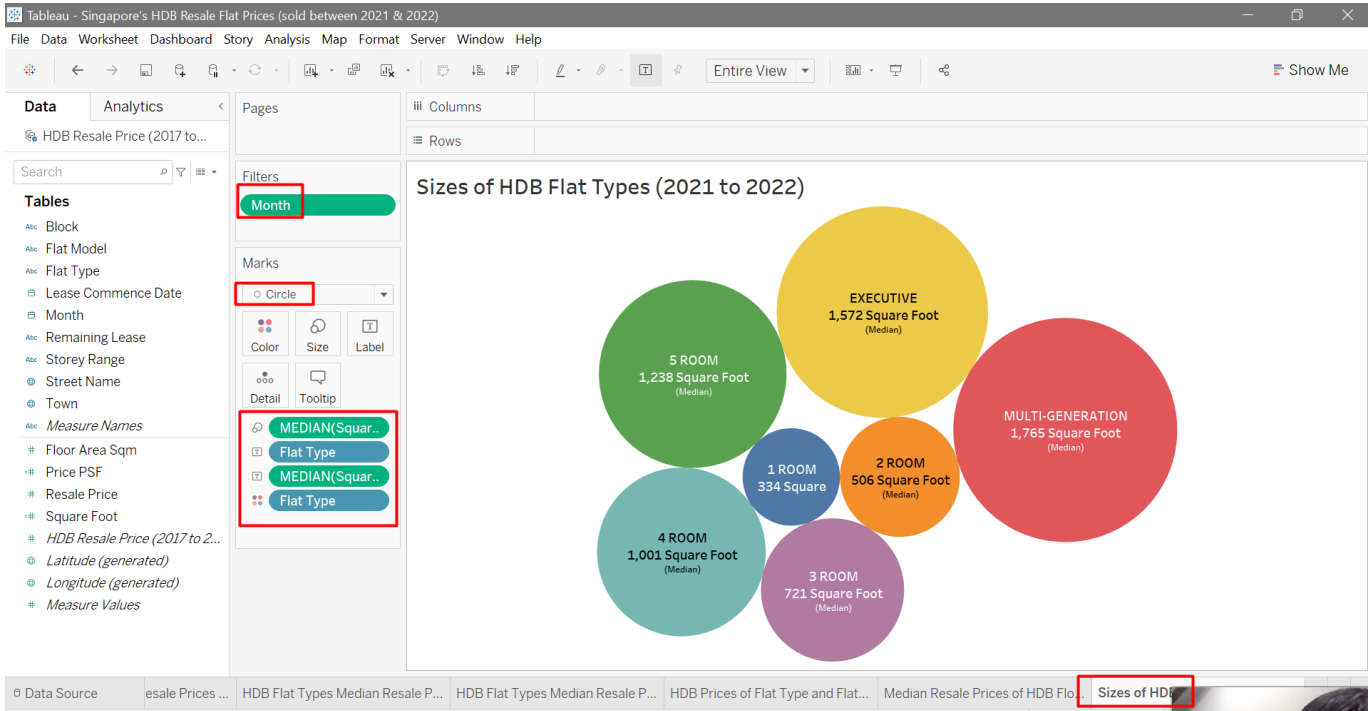 Tableau - Singapore's HDB Resale Flat Prices (sold between 2021 & 2022)
File Data Worksheet Dashboard Story Analysis Map Format Server Window Help
Entire View
Show Me
Data Analytics
HDB Resale Price (2017 to...
Search
Tables
Abc Block
Abc Flat Model
Abc Flat Type
Lease Commence Date
Month
Abc Remaining Lease
Abc Storey Range
Street Name
Town
Abc Measure Names
# Floor Area Sqm
# Price PSF
# Resale Price
# Square Foot
# HDB Resale Price (2017 to 2...
Latitude (generated)
Longitude (generated)
# Measure Values
Pages
Filters
Month
Marks
Circle
Color Size T Label
Detail Tooltip
MEDIAN(Squar..
T Flat Type
T MEDIAN(Squar..
Flat Type
iii Columns
Rows
Sizes of HDB Flat Types (2021 to 2022)
EXECUTIVE
1,572 Square Foot
(Median)
5 ROOM
1,238 Square Foot
(Median)
MULTI-GENERATION
1,765 Square Foot
(Median)
1 ROOM
334 Square
2 ROOM
506 Square Foot
(Median)
4 ROOM
1,001 Square Foot
(Median)
3 ROOM
721 Square Foot
(Median)
Data Source esale Prices ... HDB Flat Types Median Resale P... HDB Flat Types Median Resale P... HDB Prices of Flat Type and Flat... Median Resale Prices of HDB Flo... Sizes of HD